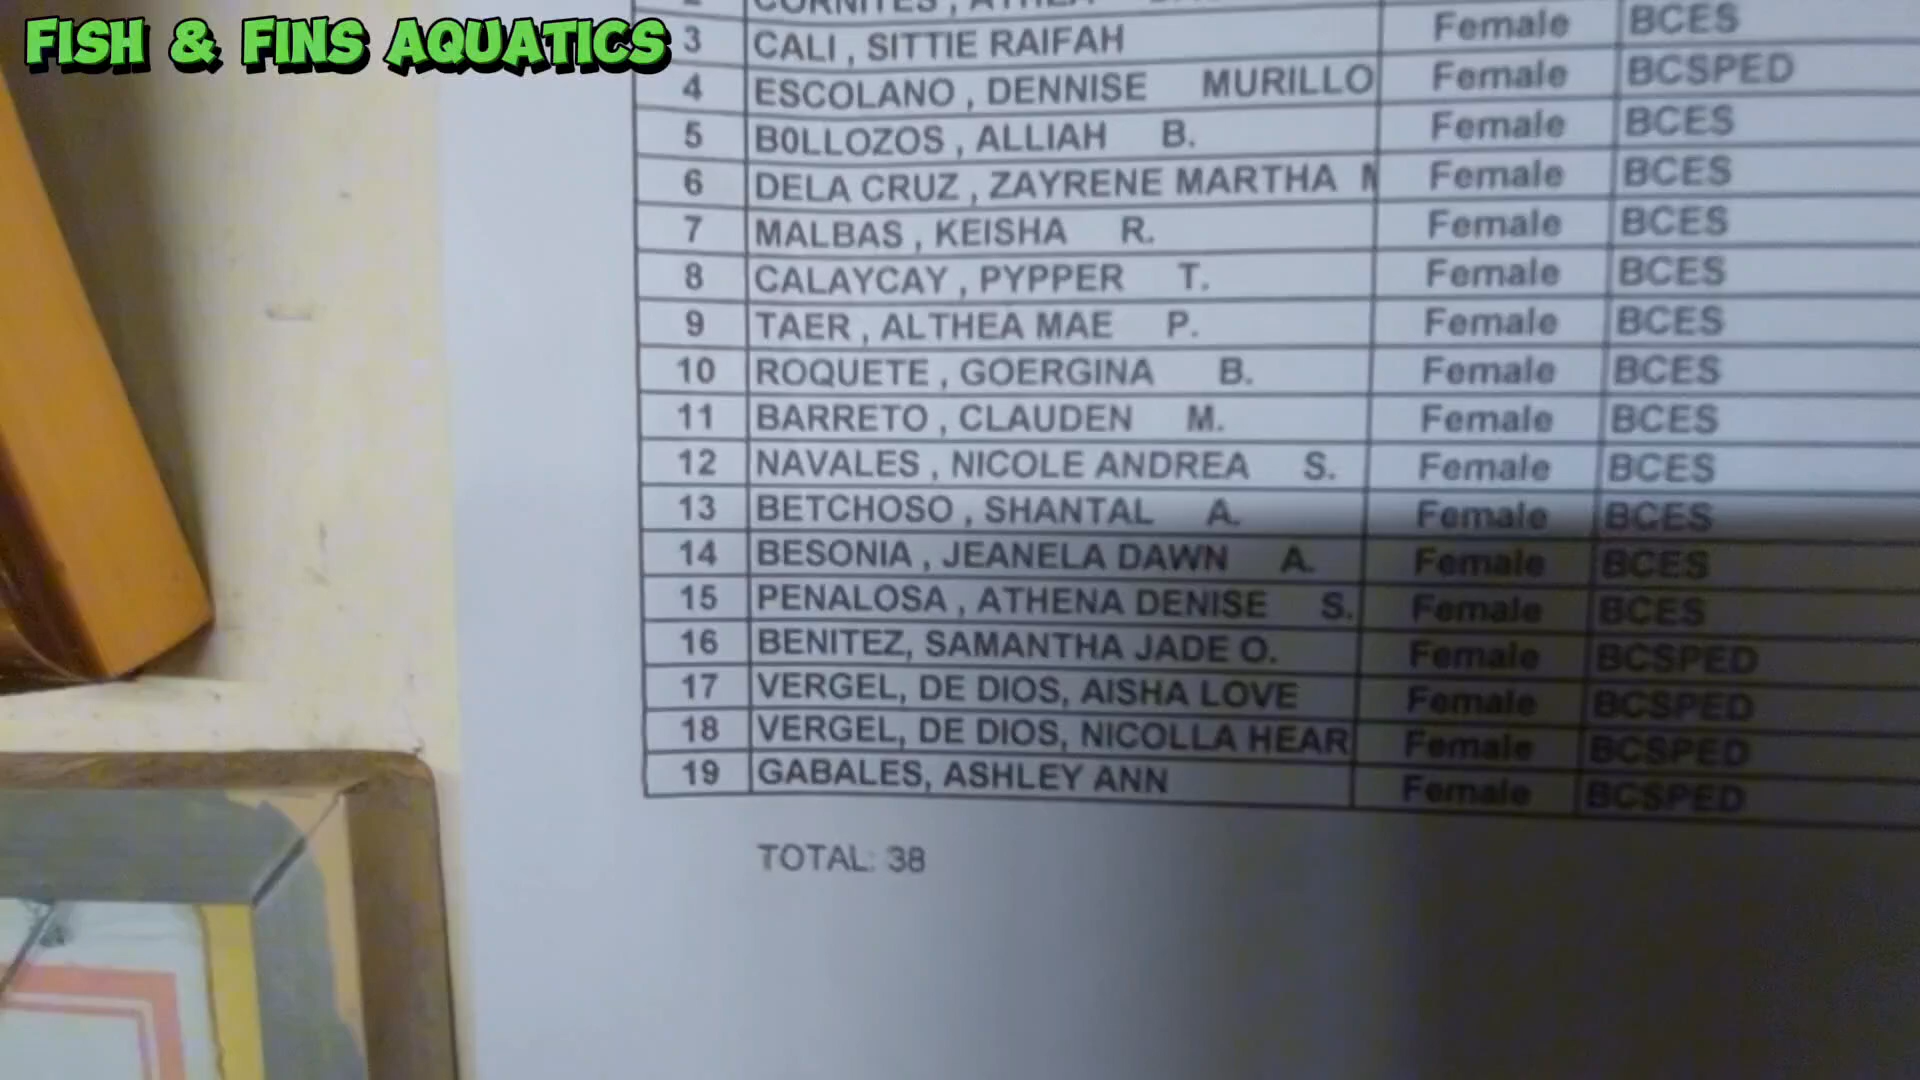 FISH & FINS AQUATICS
3 CALI , SITTIE RAIFAH Female BCES
4 ESCOLANO , DENNISE MURILLO Female BCSPED
5 B0LLOZOS , ALLIAH B. Female BCES
6 DELA CRUZ , ZAYRENE MARTHA Female BCES
7 MALBAS , KEISHA R. Female BCES
8 CALAYCAY , PYPPER T. Female BCES
9 TAER , ALTHEA MAE P. Female BCES
10 ROQUETE , GOERGINA B. Female BCES
11 BARRETO , CLAUDEN M. Female BCES
12 NAVALES , NICOLE ANDREA S. Female BCES
13 BETCHOSO , SHANTAL A. Female BCES
14 BESONIA , JEANELA DAWN A. Female BCES
15 PENALOSA , ATHENA DENISE S. Female BCES
16 BENITEZ, SAMANTHA JADE O. Female BCSPED
17 VERGEL, DE DIOS, AISHA LOVE Female BCSPED
18 VERGEL, DE DIOS, NICOLLA HEAR Female BCSPED
19 GABALES, ASHLEY ANN Female BCSPED
TOTAL: 38